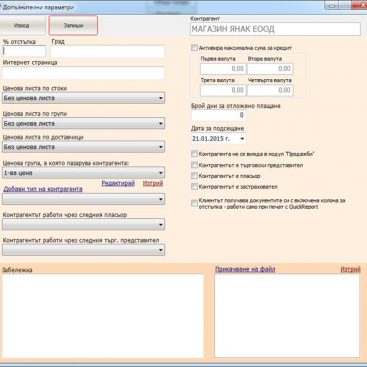 Допълнителни параметри
Изход
Запиши
% отстъпка
Град
Интернет страница
Ценова листа по стоки
Без ценова листа
Ценова листа по групи
Без ценова листа
Ценова листа по доставчици
Без ценова листа
Ценова група, в която пазарува контрагента:
1-ва цена
Редактирай
Изтрий
Добави тип на контрагента
Контрагентът работи чрез следния пласьор
Контрагентът работи чрез следния търг. представител
Контрагент
МАГАЗИН ЯНАК ЕООД
Активира максимална сума за кредит
Първа валута
Втора валута
0.00
0.00
Трета валута
Четвърта валута
0.00
0.00
Брой дни за отложено плащане
0
Дата за подсещане
21.01.2015 г.
Контрагента не се вижда в модул "Продажби"
Контрагентът е търговски представител
Контрагентът е пласьор
Контрагентът е застраховател
Клиентът получава документите си с включена колона за
отстъпка - работи само при печат с QuickReport
Забележка
Прикачване на файл
Изтрий